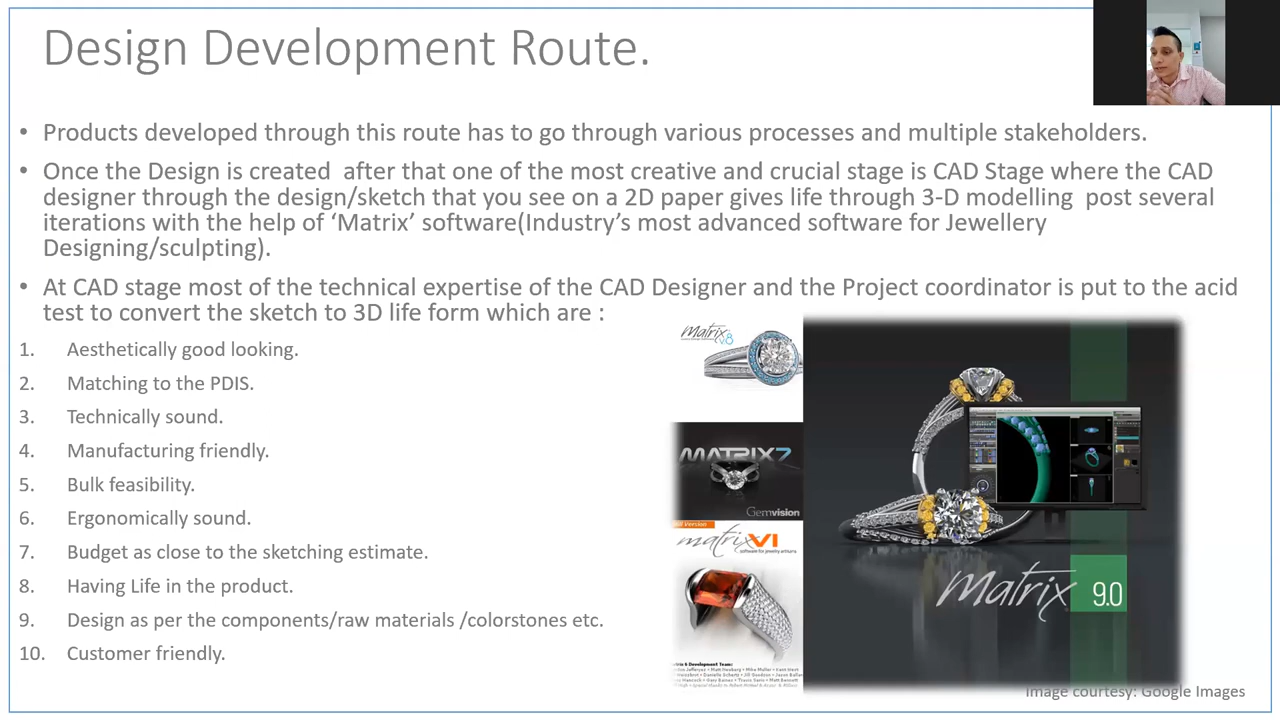 Design Development Route.
• Products developed through this route has to go through various processes and multiple stakeholders.
• Once the Design is created after that one of the most creative and crucial stage is CAD Stage where the CAD
designer through the design/sketch that you see on a 2D paper gives life through 3-D modelling post several
iterations with the help of ‘Matrix’ software(Industry’s most advanced software for Jewellery
Designing/sculpting).
• At CAD stage most of the technical expertise of the CAD Designer and the Project coordinator is put to the acid
test to convert the sketch to 3D life form which are :
1. Aesthetically good looking.
2. Matching to the PDIS.
3. Technically sound.
4. Manufacturing friendly.
5. Bulk feasibility.
6. Ergonomically sound.
7. Budget as close to the sketching estimate.
8. Having Life in the product.
9. Design as per the components/raw materials /colorstones etc.
10. Customer friendly.
Matrix v8
MATRIX7
Gemvision
Version
matrix VI
software for jewelry artisans
Development Team:
matrix 9.0
Image courtesy: Google Images